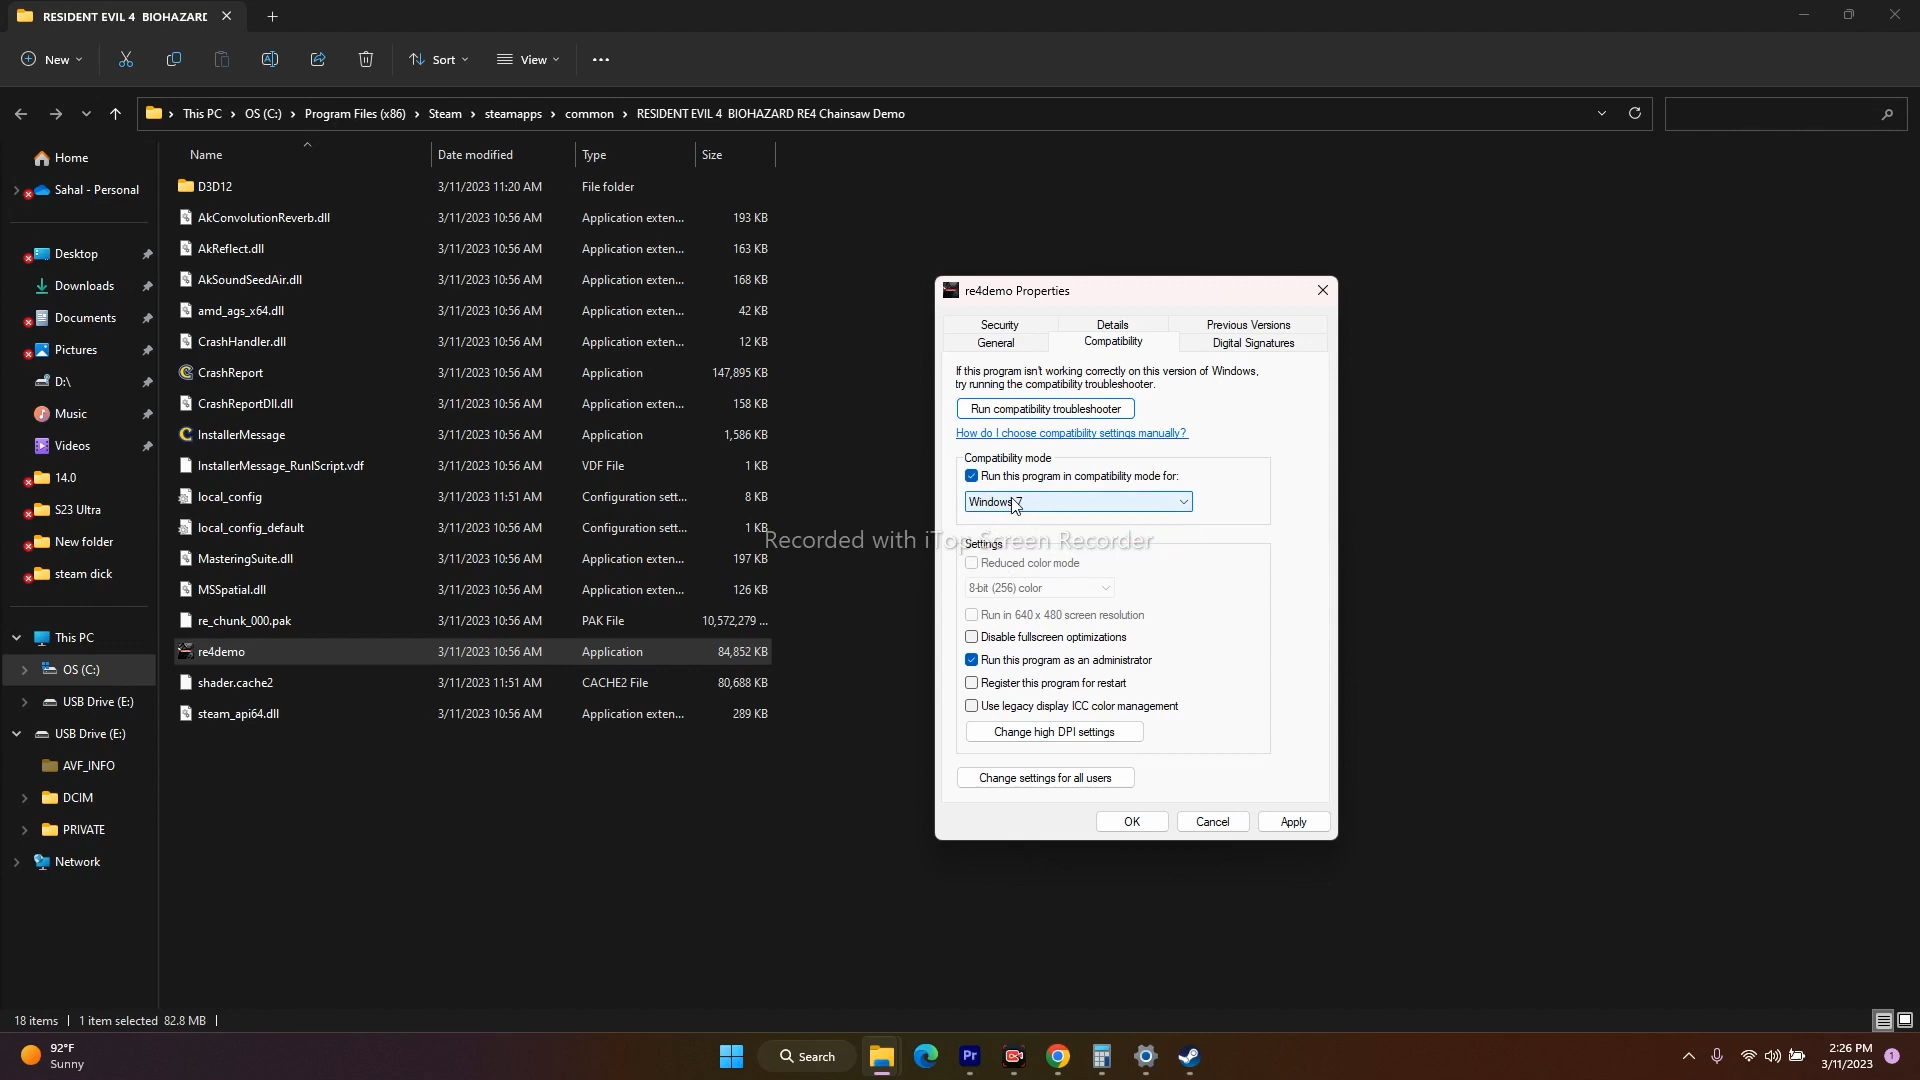 RESIDENT EVIL 4 BIOHAZARD
New
Sort
View
This PC
OS (C:)
Program Files (x86)
Steam
steamapps
common
RESIDENT EVIL 4 BIOHAZARD RE4 Chainsaw Demo
Home
Sahal - Personal
Desktop
Downloads
Documents
Pictures
D:\
Music
Videos
14.0
S23 Ultra
New folder
steam dick
This PC
OS (C:)
USB Drive (E:)
USB Drive (E:)
AVF_INFO
DCIM
PRIVATE
Network
Name Date modified Type Size
D3D12 3/11/2023 11:20 AM File folder
AkConvolutionReverb.dll 3/11/2023 10:56 AM Application exten... 193 KB
AkReflect.dll 3/11/2023 10:56 AM Application exten... 163 KB
AkSoundSeedAir.dll 3/11/2023 10:56 AM Application exten... 168 KB
amd_ags_x64.dll 3/11/2023 10:56 AM Application exten... 42 KB
CrashHandler.dll 3/11/2023 10:56 AM Application exten... 12 KB
CrashReport 3/11/2023 10:56 AM Application 147,895 KB
CrashReportDll.dll 3/11/2023 10:56 AM Application exten... 158 KB
InstallerMessage 3/11/2023 10:56 AM Application 1,586 KB
InstallerMessage_RunIScript.vdf 3/11/2023 10:56 AM VDF File 1 KB
local_config 3/11/2023 11:51 AM Configuration sett... 8 KB
local_config_default 3/11/2023 10:56 AM Configuration sett... 1 KB
MasteringSuite.dll 3/11/2023 10:56 AM Application exten... 197 KB
MSSpatial.dll 3/11/2023 10:56 AM Application exten... 126 KB
re_chunk_000.pak 3/11/2023 10:56 AM PAK File 10,572,279 ...
re4demo 3/11/2023 10:56 AM Application 84,852 KB
shader.cache2 3/11/2023 11:51 AM CACHE2 File 80,688 KB
steam_api64.dll 3/11/2023 10:56 AM Application exten... 289 KB
re4demo Properties
Security Details Previous Versions
General Compatibility Digital Signatures
If this program isn't working correctly on this version of Windows,
try running the compatibility troubleshooter.
Run compatibility troubleshooter
How do I choose compatibility settings manually?
Compatibility mode
Run this program in compatibility mode for:
Windows 7
Recorded with iTop Screen Recorder
Settings
Reduced color mode
8-bit (256) color
Run in 640 x 480 screen resolution
Disable fullscreen optimizations
Run this program as an administrator
Register this program for restart
Use legacy display ICC color management
Change high DPI settings
Change settings for all users
OK Cancel Apply
18 items 1 item selected 82.8 MB
92°F
Sunny
Search
Pr
2:26 PM
3/11/2023
1